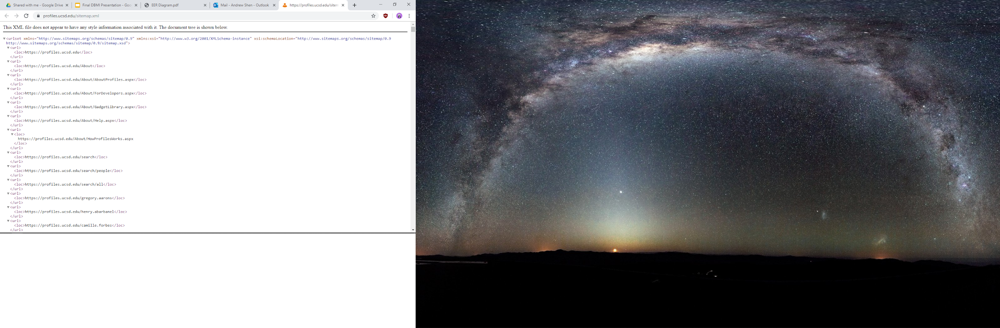 Shared with me - Google Drive
Final DBMI Presentation - Goo
EER Diagram.pdf
Mail - Andrew Shen - Outlook
https://profiles.ucsd.edu/sitem
profiles.ucsd.edu/sitemap.xml
This XML file does not appear to have any style information associated with it. The document tree is shown below.
<urlset xmlns="http://www.sitemaps.org/schemas/sitemap/0.9" xmlns:xsi="http://www.w3.org/2001/XMLSchema-instance" xsi:schemaLocation="http://www.sitemaps.org/schemas/sitemap/0.9
http://www.sitemaps.org/schemas/sitemap/0.9/sitemap.xsd">
<url>
<loc>https://profiles.ucsd.edu</loc>
</url>
<url>
<loc>https://profiles.ucsd.edu/About</loc>
</url>
<url>
<loc>https://profiles.ucsd.edu/About/AboutProfiles.aspx</loc>
</url>
<url>
<loc>https://profiles.ucsd.edu/About/ForDevelopers.aspx</loc>
</url>
<url>
<loc>https://profiles.ucsd.edu/About/GadgetLibrary.aspx</loc>
</url>
<url>
<loc>https://profiles.ucsd.edu/About/Help.aspx</loc>
</url>
<url>
<loc>
https://profiles.ucsd.edu/About/HowProfilesWorks.aspx
</loc>
</url>
<url>
<loc>https://profiles.ucsd.edu/search</loc>
</url>
<url>
<loc>https://profiles.ucsd.edu/search/people</loc>
</url>
<url>
<loc>https://profiles.ucsd.edu/search/all</loc>
</url>
<url>
<loc>https://profiles.ucsd.edu/gregory.aarons</loc>
</url>
<url>
<loc>https://profiles.ucsd.edu/henry.abarbanel</loc>
</url>
<url>
<loc>https://profiles.ucsd.edu/camille.forbes</loc>
</url>